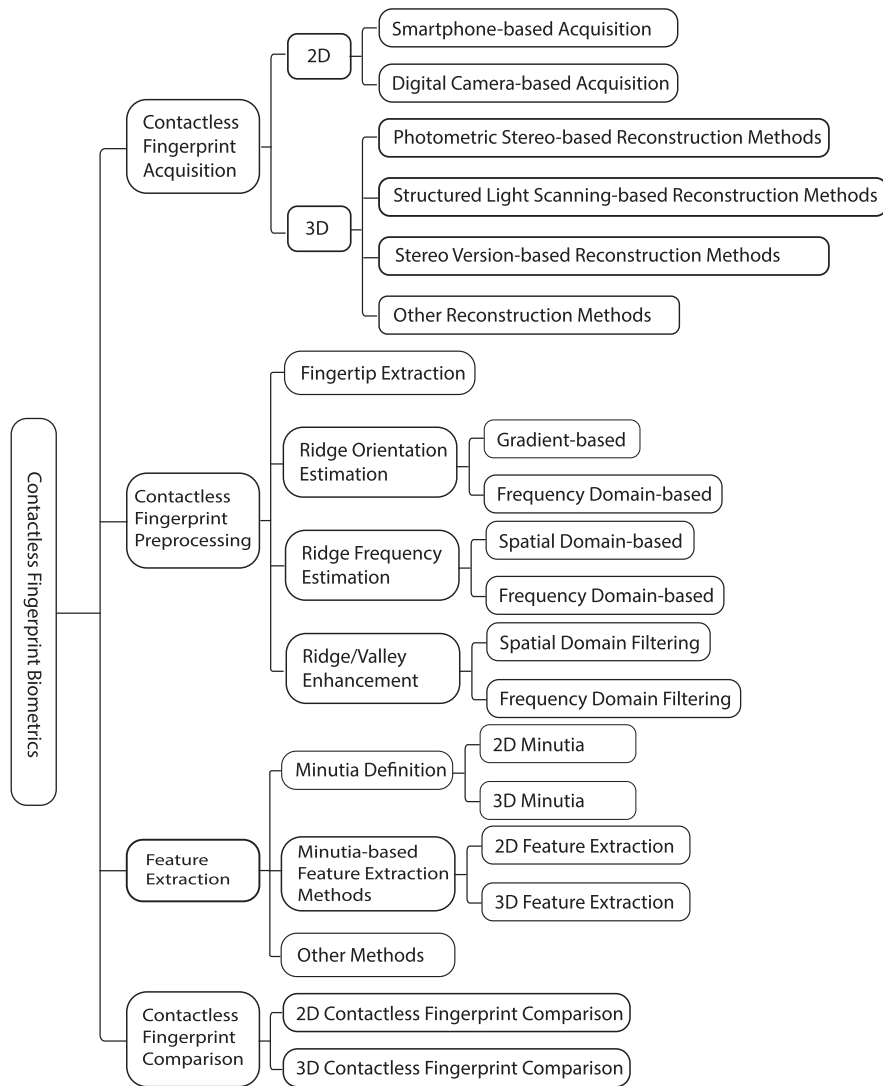 Contactless Fingerprint Biometrics
Contactless
Fingerprint
Acquisition
2D
Smartphone-based Acquisition
Digital Camera-based Acquisition
3D
Photometric Stereo-based Reconstruction Methods
Structured Light Scanning-based Reconstruction Methods
Stereo Version-based Reconstruction Methods
Other Reconstruction Methods
Contactless
Fingerprint
Preprocessing
Fingertip Extraction
Ridge Orientation
Estimation
Gradient-based
Frequency Domain-based
Ridge Frequency
Estimation
Spatial Domain-based
Frequency Domain-based
Ridge/Valley
Enhancement
Spatial Domain Filtering
Frequency Domain Filtering
Feature
Extraction
Minutia Definition
2D Minutia
3D Minutia
Minutia-based
Feature Extraction
Methods
2D Feature Extraction
3D Feature Extraction
Other Methods
Contactless
Fingerprint
Comparison
2D Contactless Fingerprint Comparison
3D Contactless Fingerprint Comparison